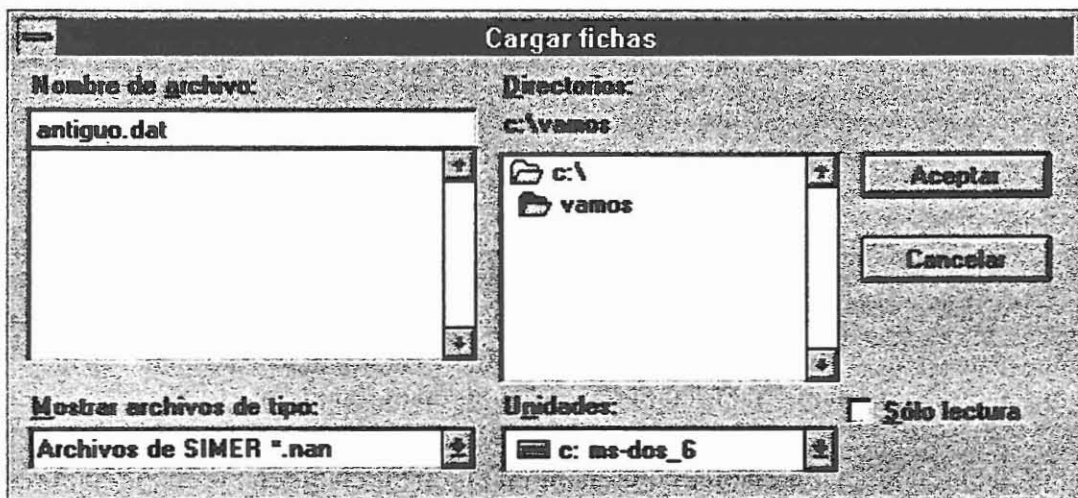 Cargar fichas
Nombre de archivo:
antiguo.dat
Directorios:
c:\vamos
c:\
vamos
Aceptar
Cancelar
Mostrar archivos de tipo:
Archivos de SIMER *.nan
Unidades:
c: ms-dos_6
Sólo lectura